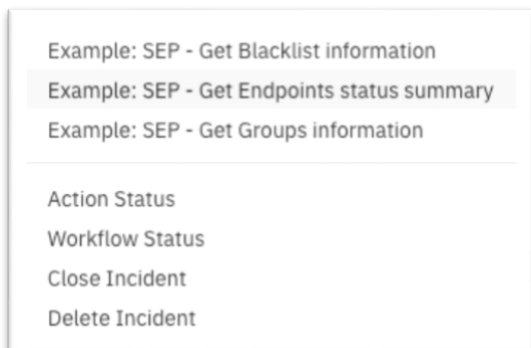 Example: SEP - Get Blacklist information
Example: SEP - Get Endpoints status summary
Example: SEP - Get Groups information
Action Status
Workflow Status
Close Incident
Delete Incident